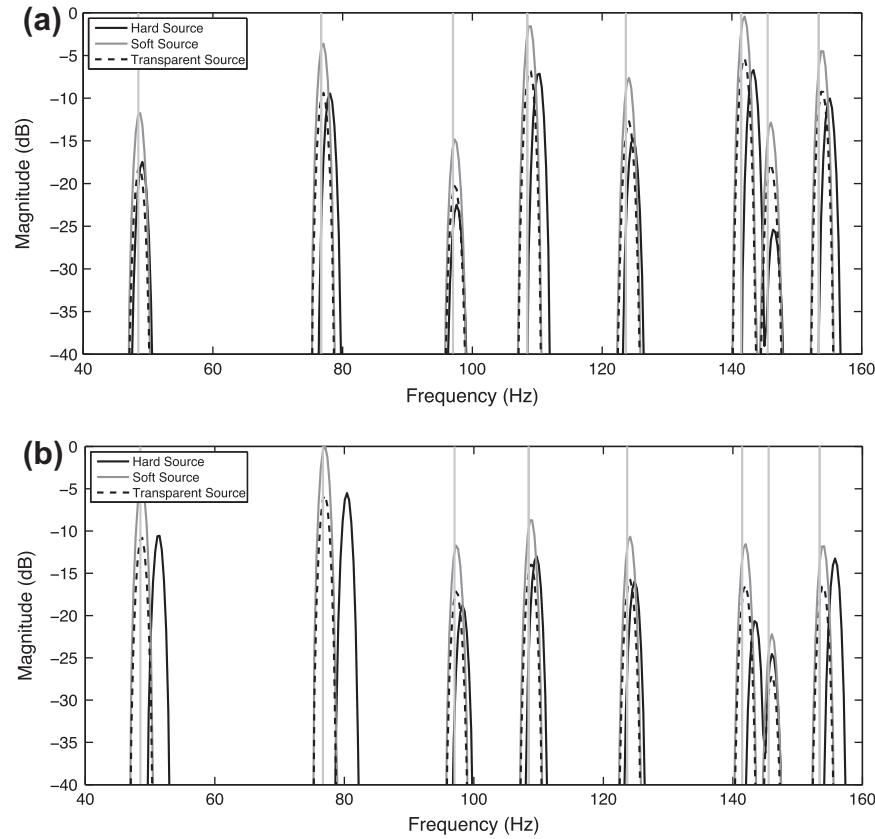 (a)
Hard Source
Soft Source
Transparent Source
Magnitude (dB)
0
−5
−10
−15
−20
−25
−30
−35
−40
40 60 80 100 120 140 160
Frequency (Hz)
(b)
Hard Source
Soft Source
Transparent Source
Magnitude (dB)
0
−5
−10
−15
−20
−25
−30
−35
−40
40 60 80 100 120 140 160
Frequency (Hz)